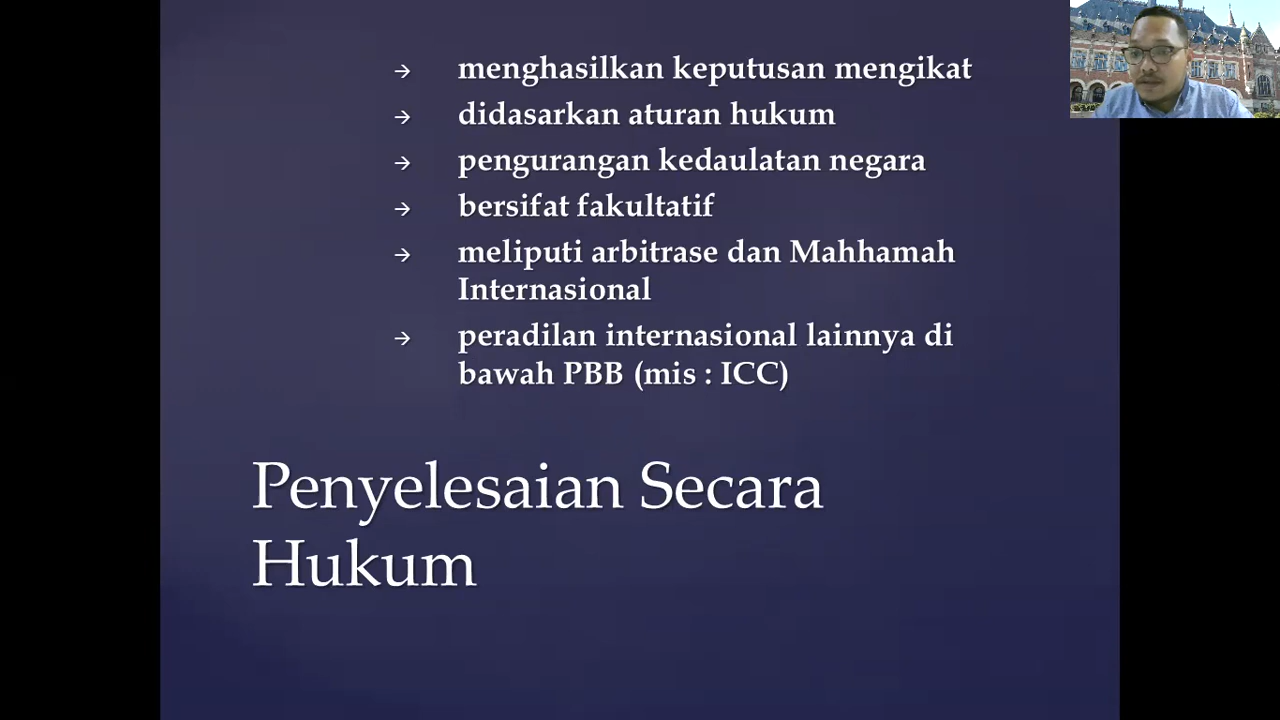 → menghasilkan keputusan mengikat
→ didasarkan aturan hukum
→ pengurangan kedaulatan negara
→ bersifat fakultatif
→ meliputi arbitrase dan Mahhamah
Internasional
→ peradilan internasional lainnya di
bawah PBB (mis : ICC)
Penyelesaian Secara
Hukum